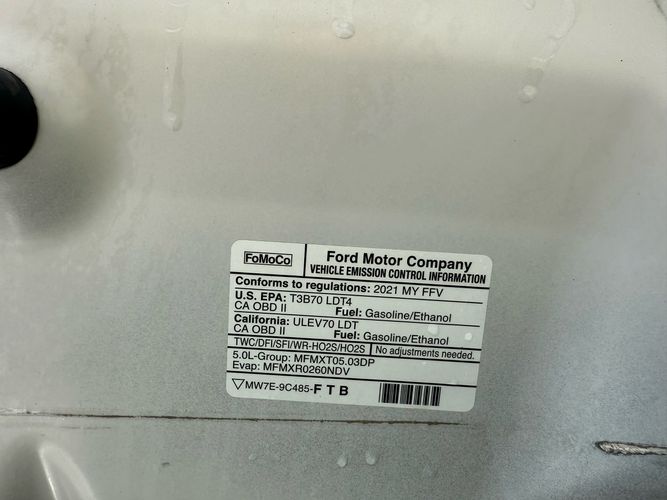 FoMoCo
Ford Motor Company
VEHICLE EMISSION CONTROL INFORMATION
Conforms to regulations: 2021 MY FFV
U.S. EPA: T3B70 LDT4
CA OBD II Fuel: Gasoline/Ethanol
California: ULEV70 LDT
CA OBD II Fuel: Gasoline/Ethanol
TWC/DFI/SFI/WR-HO2S/HO2S No adjustments needed.
5.0L-Group: MFMXT05.03DP
Evap: MFMXR0260NDV
MW7E-9C485-F T B